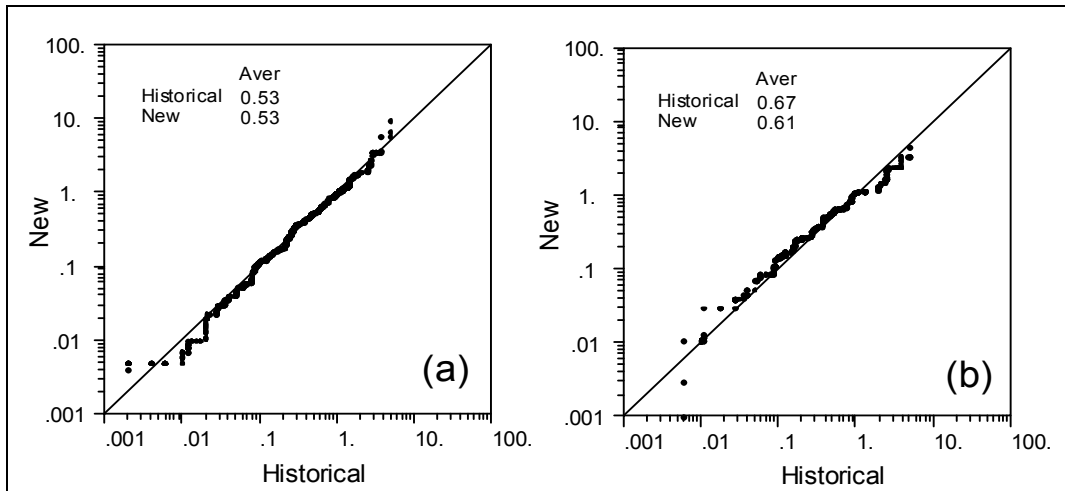 100.
10.
1.
.1
.01
.001
New
Aver
Historical 0.53
New 0.53
(a)
.001 .01 .1 1. 10. 100.
Historical
100.
10.
1.
.1
.01
.001
New
Aver
Historical 0.67
New 0.61
(b)
.001 .01 .1 1. 10. 100.
Historical